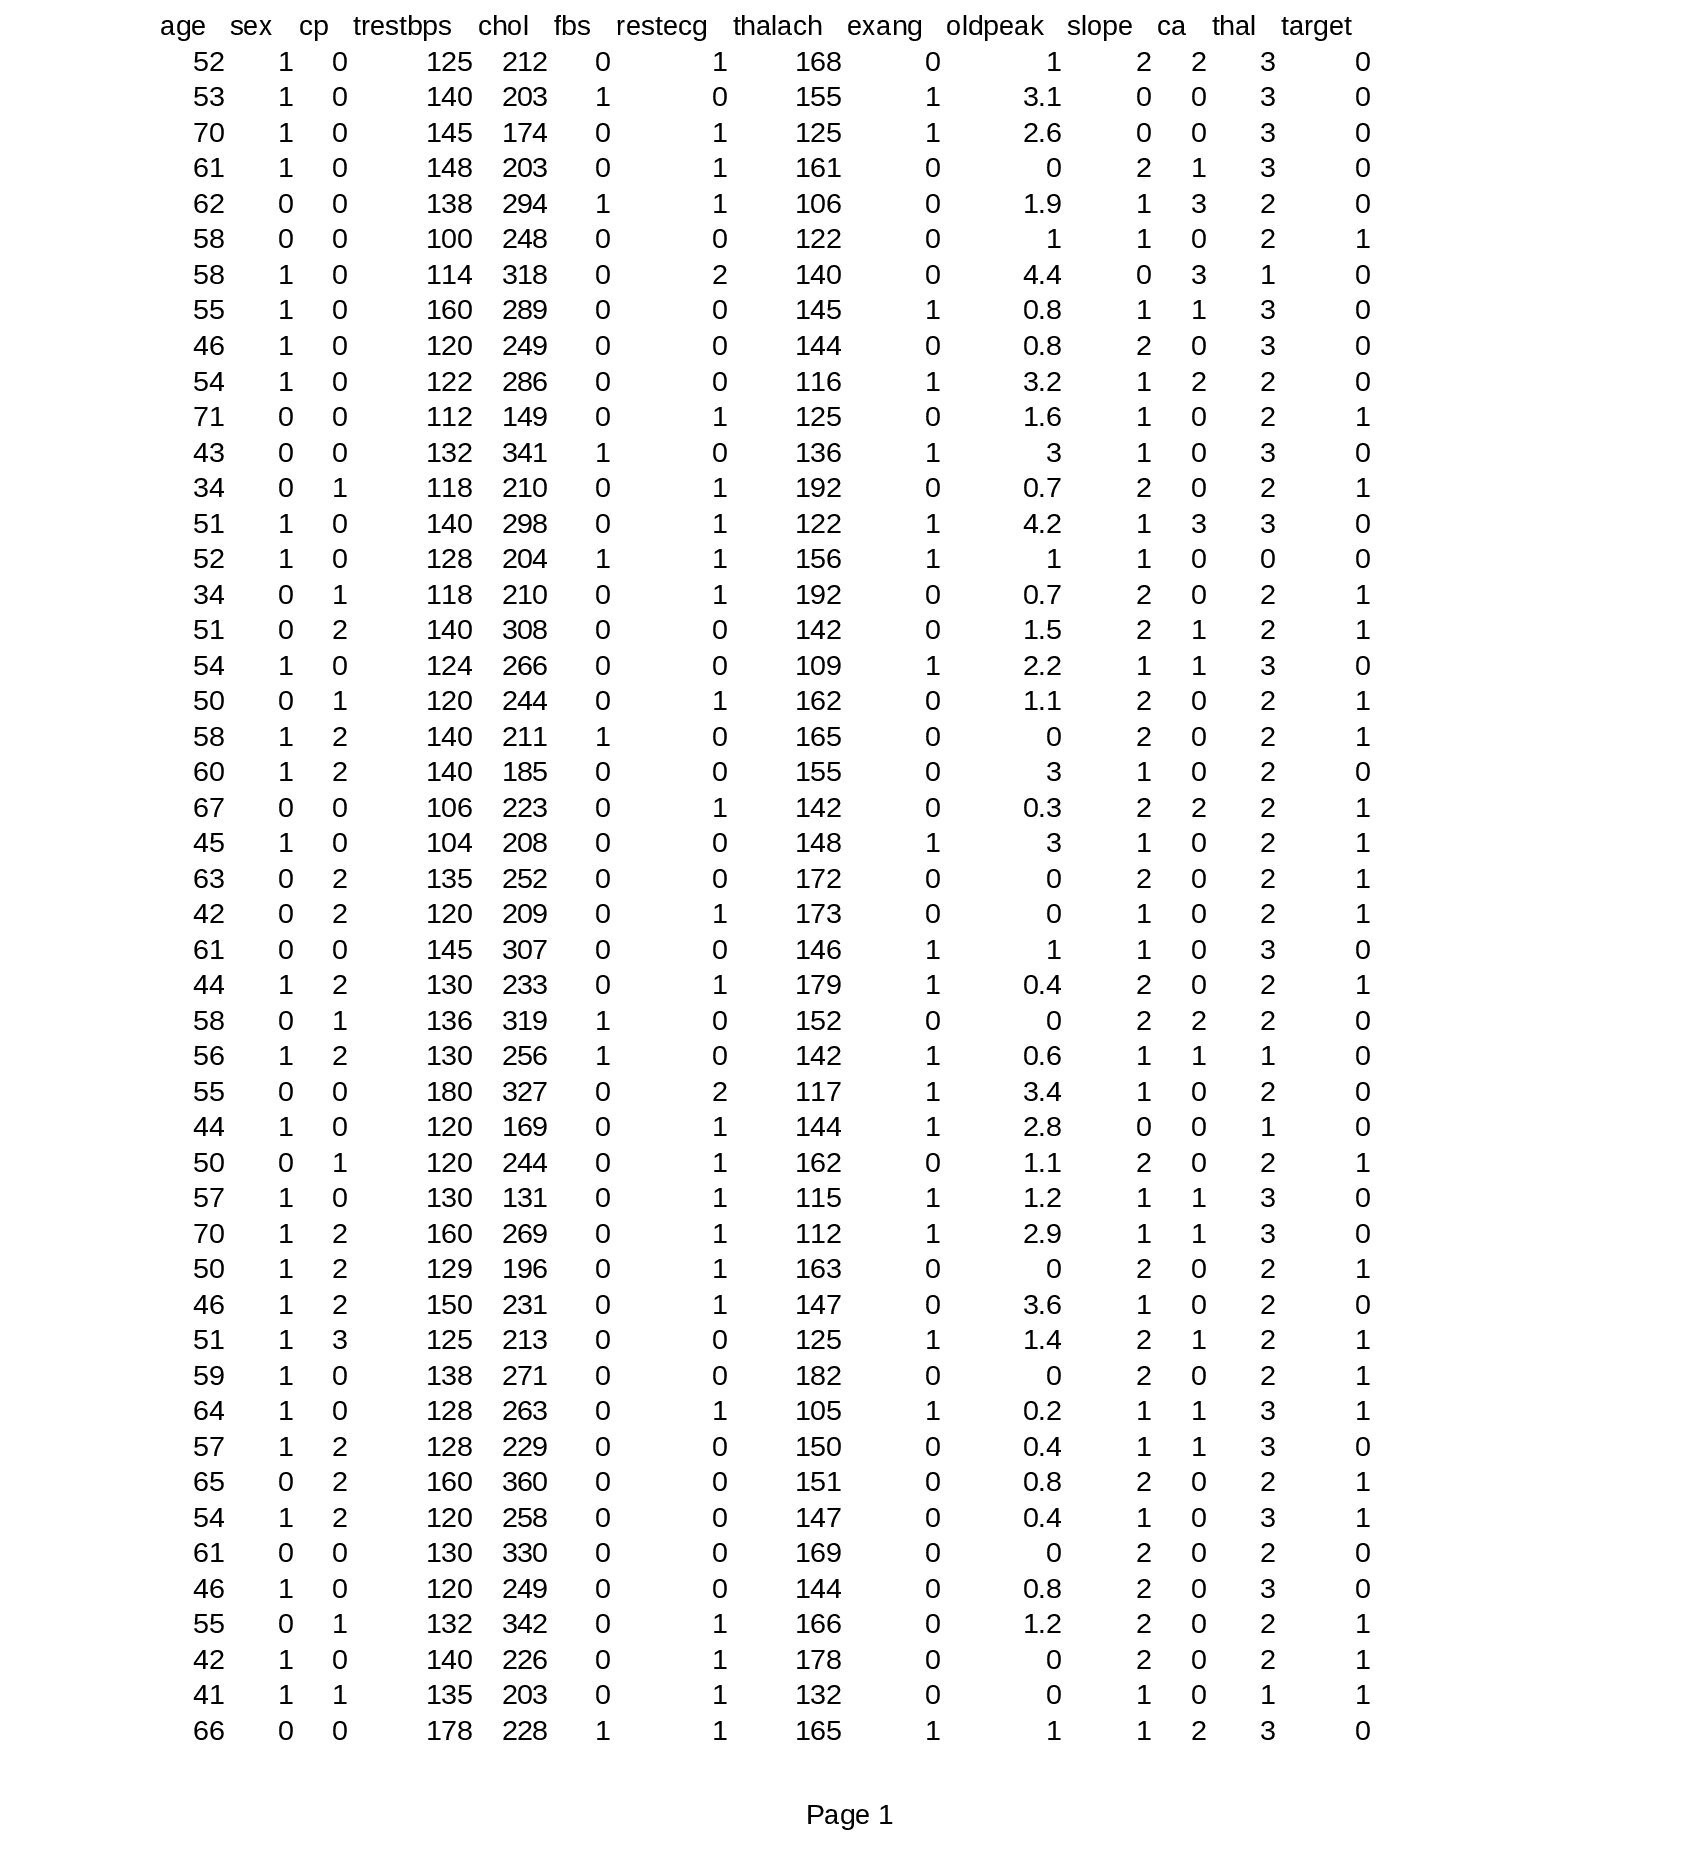 age sex cp trestbps chol fbs restecg thalach exang oldpeak slope ca thal target
52 1 0 125 212 0 1 168 0 1 2 2 3 0
53 1 0 140 203 1 0 155 1 3.1 0 0 3 0
70 1 0 145 174 0 1 125 1 2.6 0 0 3 0
61 1 0 148 203 0 1 161 0 0 2 1 3 0
62 0 0 138 294 1 1 106 0 1.9 1 3 2 0
58 0 0 100 248 0 0 122 0 1 1 0 2 1
58 1 0 114 318 0 2 140 0 4.4 0 3 1 0
55 1 0 160 289 0 0 145 1 0.8 1 1 3 0
46 1 0 120 249 0 0 144 0 0.8 2 0 3 0
54 1 0 122 286 0 0 116 1 3.2 1 2 2 0
71 0 0 112 149 0 1 125 0 1.6 1 0 2 1
43 0 0 132 341 1 0 136 1 3 1 0 3 0
34 0 1 118 210 0 1 192 0 0.7 2 0 2 1
51 1 0 140 298 0 1 122 1 4.2 1 3 3 0
52 1 0 128 204 1 1 156 1 1 1 0 0 0
34 0 1 118 210 0 1 192 0 0.7 2 0 2 1
51 0 2 140 308 0 0 142 0 1.5 2 1 2 1
54 1 0 124 266 0 0 109 1 2.2 1 1 3 0
50 0 1 120 244 0 1 162 0 1.1 2 0 2 1
58 1 2 140 211 1 0 165 0 0 2 0 2 1
60 1 2 140 185 0 0 155 0 3 1 0 2 0
67 0 0 106 223 0 1 142 0 0.3 2 2 2 1
45 1 0 104 208 0 0 148 1 3 1 0 2 1
63 0 2 135 252 0 0 172 0 0 2 0 2 1
42 0 2 120 209 0 1 173 0 0 1 0 2 1
61 0 0 145 307 0 0 146 1 1 1 0 3 0
44 1 2 130 233 0 1 179 1 0.4 2 0 2 1
58 0 1 136 319 1 0 152 0 0 2 2 2 0
56 1 2 130 256 1 0 142 1 0.6 1 1 1 0
55 0 0 180 327 0 2 117 1 3.4 1 0 2 0
44 1 0 120 169 0 1 144 1 2.8 0 0 1 0
50 0 1 120 244 0 1 162 0 1.1 2 0 2 1
57 1 0 130 131 0 1 115 1 1.2 1 1 3 0
70 1 2 160 269 0 1 112 1 2.9 1 1 3 0
50 1 2 129 196 0 1 163 0 0 2 0 2 1
46 1 2 150 231 0 1 147 0 3.6 1 0 2 0
51 1 3 125 213 0 0 125 1 1.4 2 1 2 1
59 1 0 138 271 0 0 182 0 0 2 0 2 1
64 1 0 128 263 0 1 105 1 0.2 1 1 3 1
57 1 2 128 229 0 0 150 0 0.4 1 1 3 0
65 0 2 160 360 0 0 151 0 0.8 2 0 2 1
54 1 2 120 258 0 0 147 0 0.4 1 0 3 1
61 0 0 130 330 0 0 169 0 0 2 0 2 0
46 1 0 120 249 0 0 144 0 0.8 2 0 3 0
55 0 1 132 342 0 1 166 0 1.2 2 0 2 1
42 1 0 140 226 0 1 178 0 0 2 0 2 1
41 1 1 135 203 0 1 132 0 0 1 0 1 1
66 0 0 178 228 1 1 165 1 1 1 2 3 0
Page 1